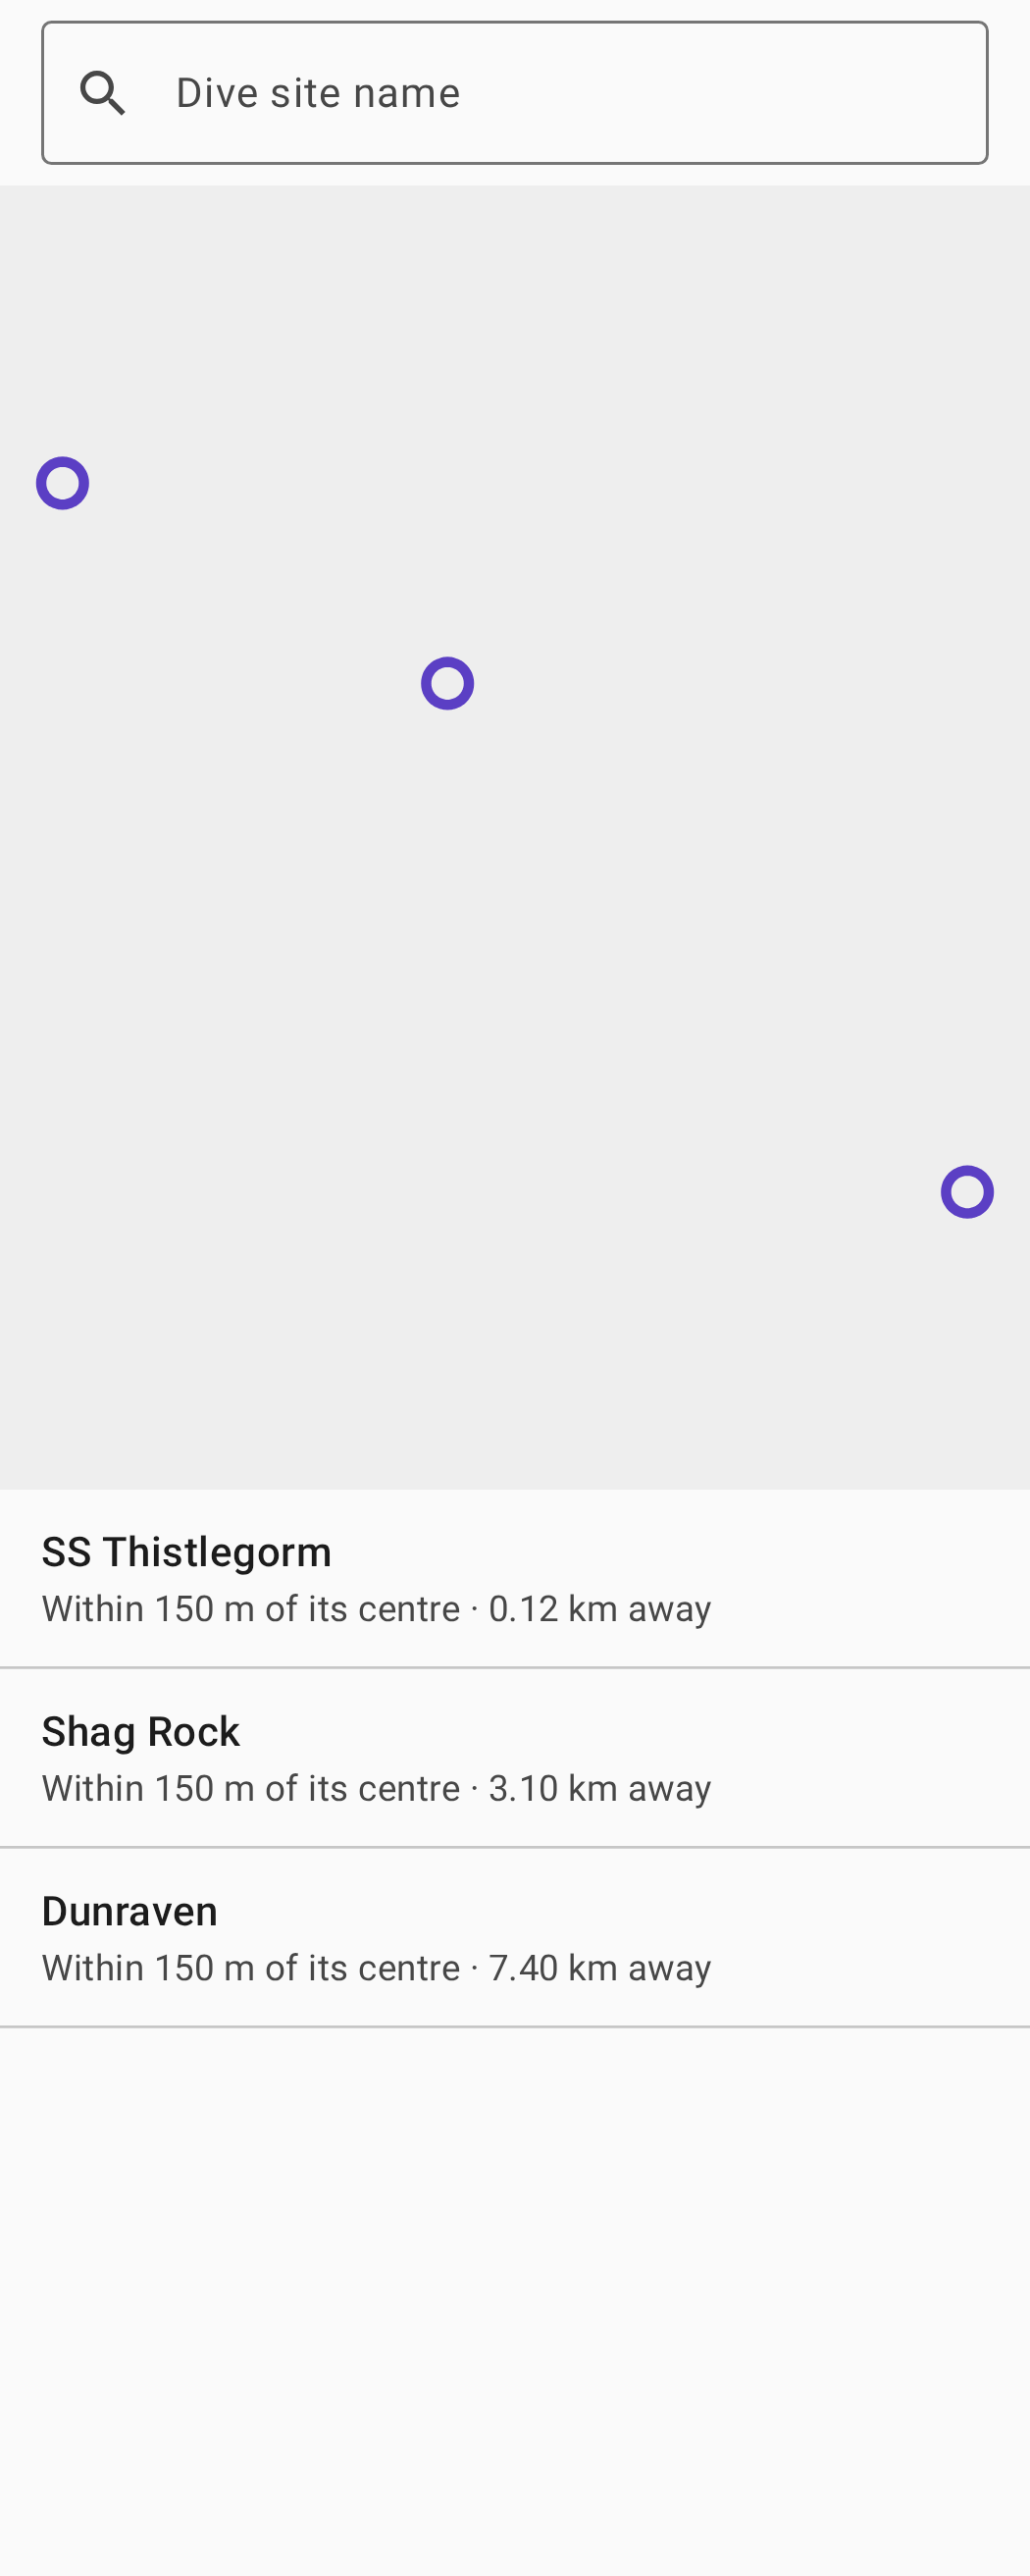 Dive site name
SS Thistlegorm
Within 150 m of its centre · 0.12 km away
Shag Rock
Within 150 m of its centre · 3.10 km away
Dunraven
Within 150 m of its centre · 7.40 km away